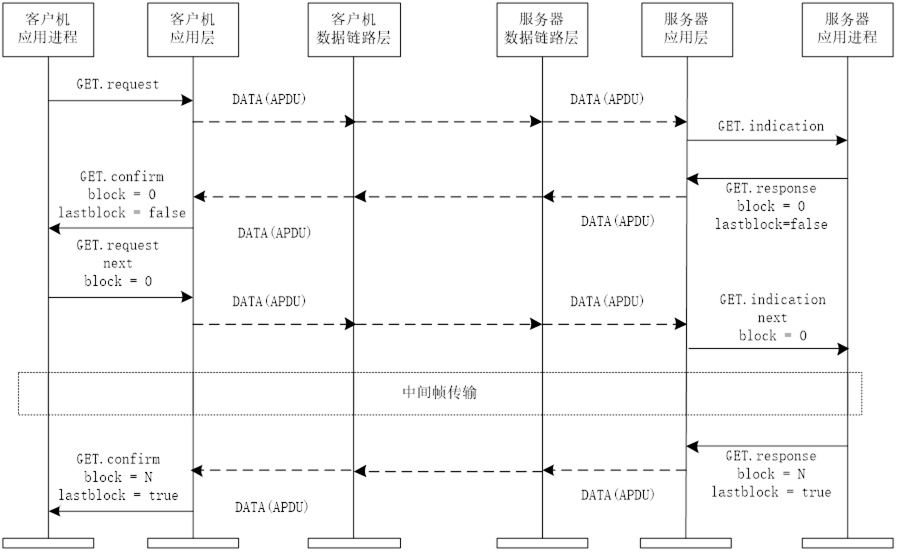 客户机
应用进程
客户机
应用层
客户机
数据链路层
服务器
数据链路层
服务器
应用层
服务器
应用进程
GET.request
DATA(APDU)
DATA(APDU)
GET.indication
GET.confirm
block = 0
lastblock = false
DATA(APDU)
DATA(APDU)
GET.response
block = 0
lastblock=false
GET.request
next
block = 0
DATA(APDU)
DATA(APDU)
GET.indication
next
block = 0
中间帧传输
GET.confirm
block = N
lastblock = true
DATA(APDU)
DATA(APDU)
GET.response
block = N
lastblock = true